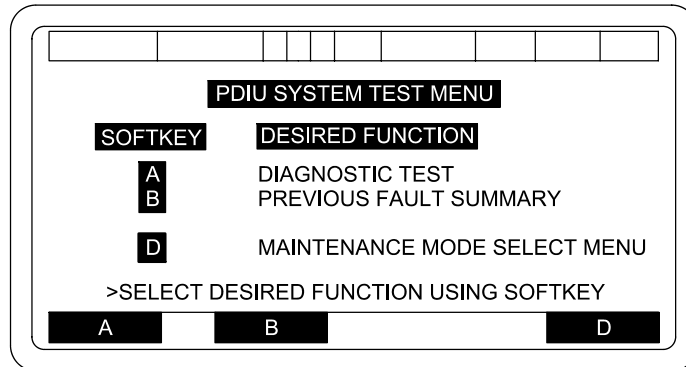 PDIU SYSTEM TEST MENU
SOFTKEY DESIRED FUNCTION
A DIAGNOSTIC TEST
B PREVIOUS FAULT SUMMARY
D MAINTENANCE MODE SELECT MENU
>SELECT DESIRED FUNCTION USING SOFTKEY
A B D